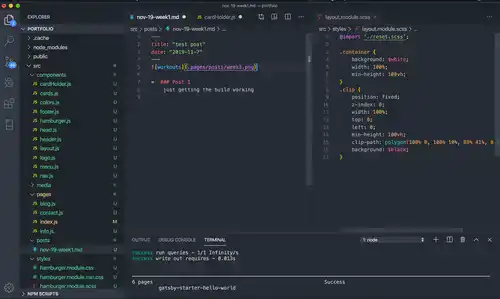 nov-19-week1.md — portfolio
EXPLORER
PORTFOLIO
.cache
node_modules
public
src
components
cardHolder.js
cards.js
colors.js
footer.js
header.js
heart.js
layout.js
logo.js
menu.js
nav.js
media
pages
blog.js
contact.js
index.js
info.js
posts
nov-19-week1.md
styles
hamburger.module.css
hamburger.module.min.css
hamburger.module.scss
NPM SCRIPTS
nov-19-week1.md
cardHolder.js
src > posts > nov-19-week1.md > ...
---
title: "test post"
date: "2019-11-7"
---
![workouts](.pages/posts/week3.png)
### Post 1
just getting the build working
layout.module.scss
src > styles > layout.module.scss > ...
@import './reset.scss';
.container {
background: $white;
width: 100%;
min-height: 100vh;
}
.clip {
position: fixed;
z-index: 0;
width: 100%;
top: 0;
left: 0;
min-height: 100vh;
clip-path: polygon(100% 0, 100% 10%, 83% 41%,
background: $black;
}
OUTPUT
DEBUG CONSOLE
TERMINAL
1: node
success run queries - 1/1 Infinity/s
success write out requires - 0.013s
6 pages
Success
gatsby-starter-hello-world